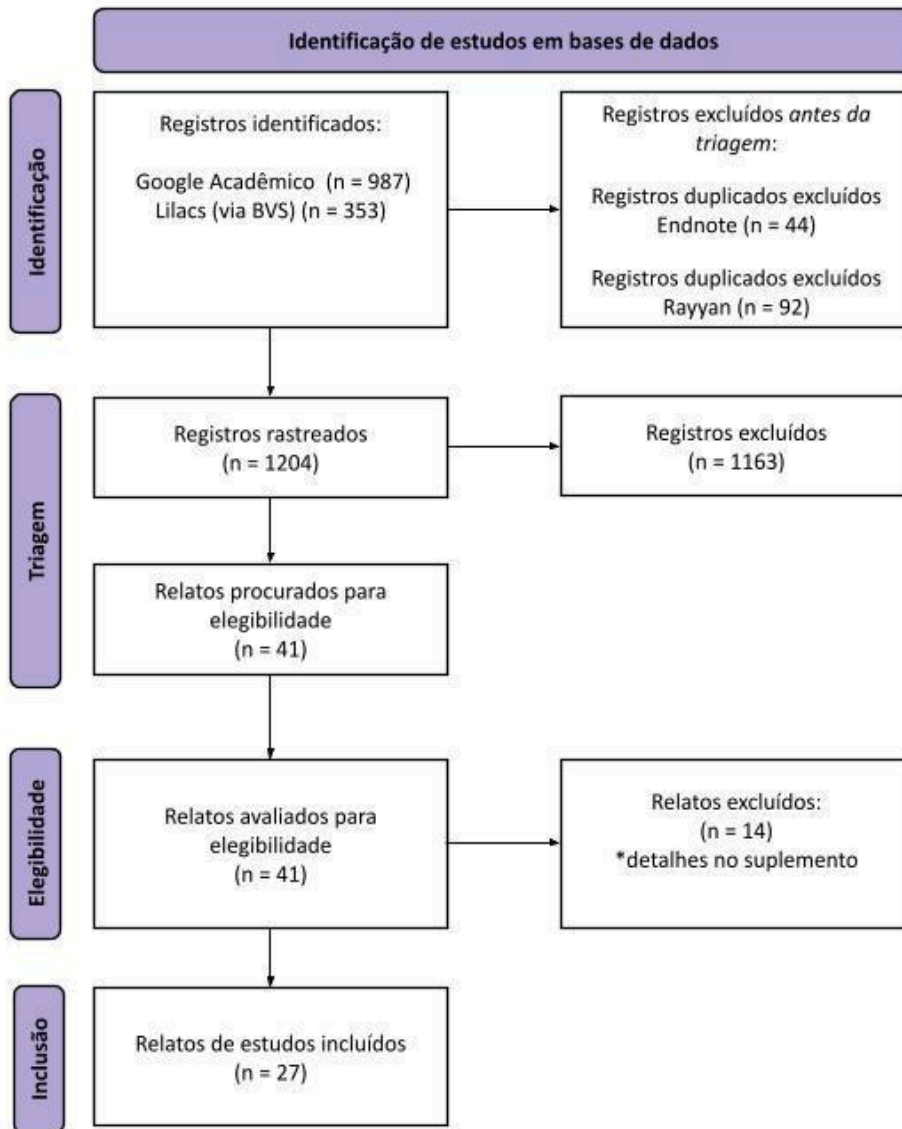 Identificação de estudos em bases de dados
Identificação
Registros identificados:
Google Acadêmico (n = 987)
Lilacs (via BVS) (n = 353)
Registros excluídos antes da
triagem:
Registros duplicados excluídos
Endnote (n = 44)
Registros duplicados excluídos
Rayyan (n = 92)
Triagem
Registros rastreados
(n = 1204)
Registros excluídos
(n = 1163)
Relatos procurados para
elegibilidade
(n = 41)
Elegibilidade
Relatos avaliados para
elegibilidade
(n = 41)
Relatos excluídos:
(n = 14)
*detalhes no suplemento
Inclusão
Relatos de estudos incluídos
(n = 27)